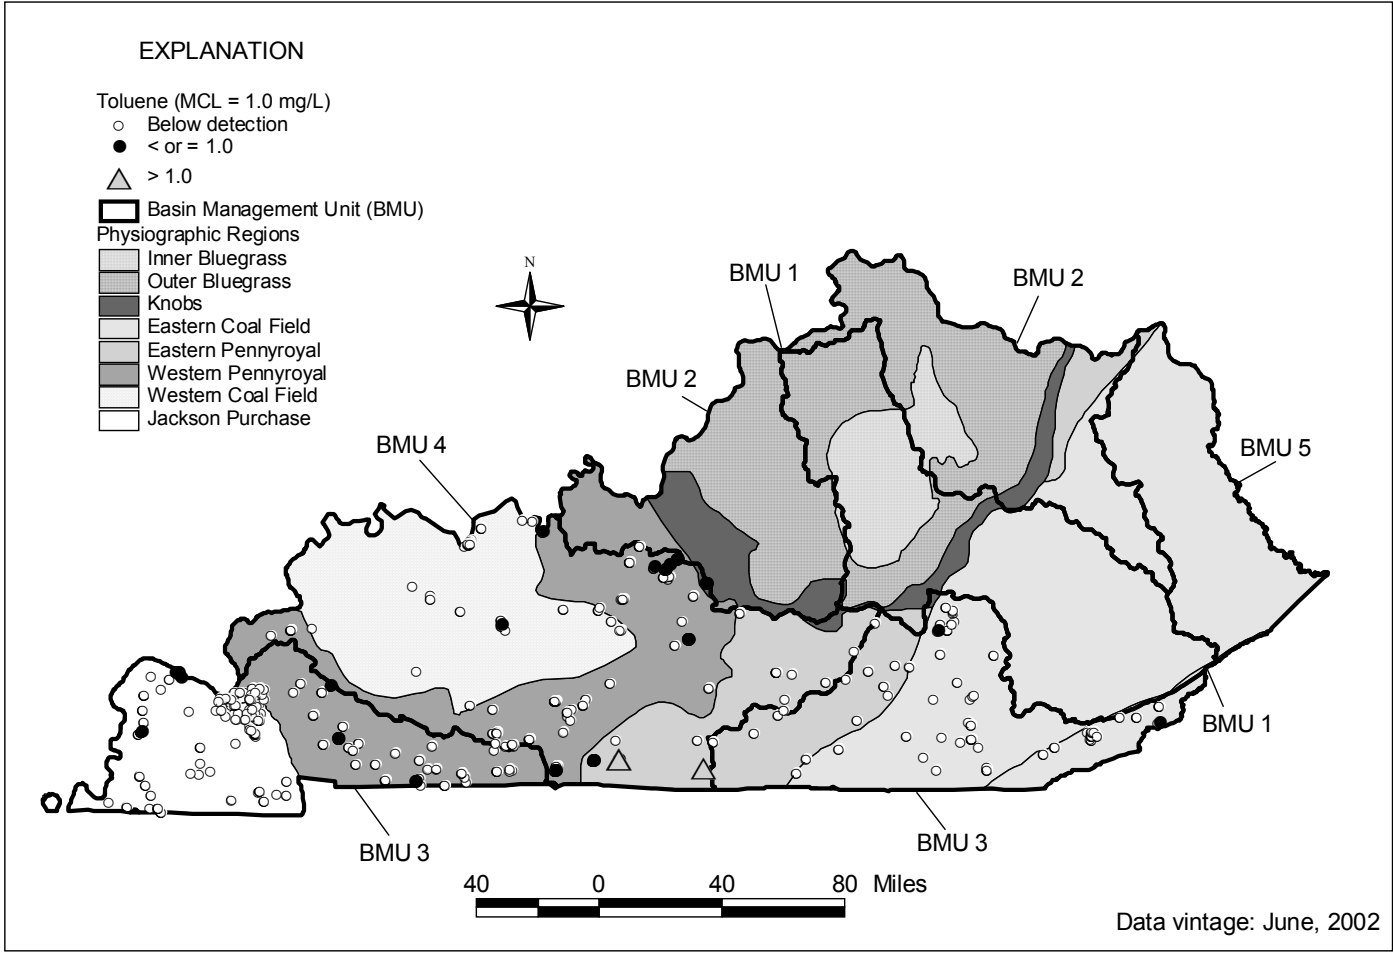 EXPLANATION
Toluene (MCL = 1.0 mg/L)
Below detection
< or = 1.0
> 1.0
Basin Management Unit (BMU)
Physiographic Regions
Inner Bluegrass
Outer Bluegrass
Knobs
Eastern Coal Field
Eastern Pennyroyal
Western Pennyroyal
Western Coal Field
Jackson Purchase
N
BMU 1
BMU 2
BMU 2
BMU 4
BMU 5
BMU 1
BMU 3
BMU 3
40 0 40 80 Miles
Data vintage: June, 2002